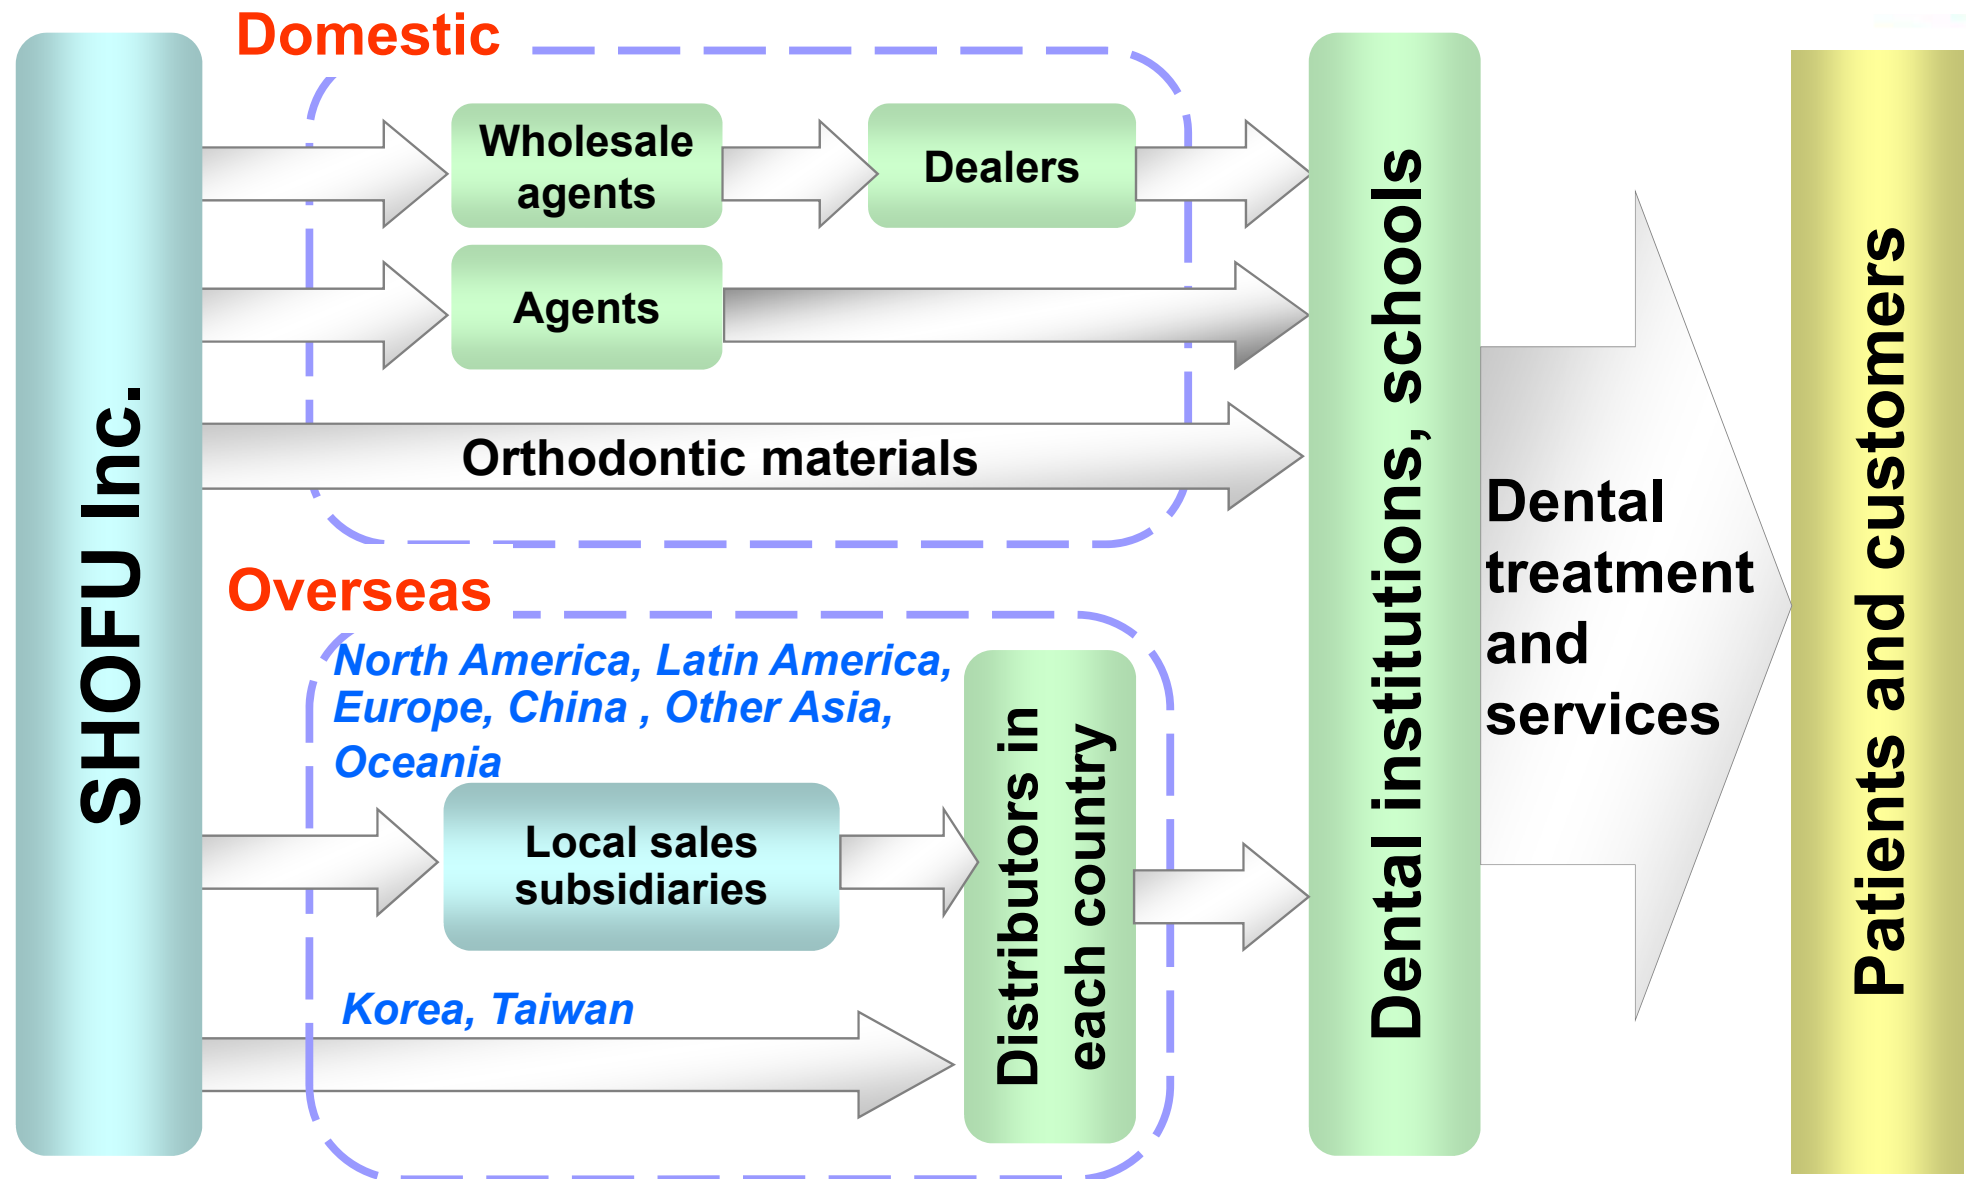 Domestic
SHOFU Inc.
Wholesale
agents
Dealers
Agents
Orthodontic materials
Overseas
North America, Latin America,
Europe, China , Other Asia,
Oceania
Local sales
subsidiaries
Korea, Taiwan
Distributors in
each country
Dental institutions, schools
Dental
treatment
and
services
Patients and customers